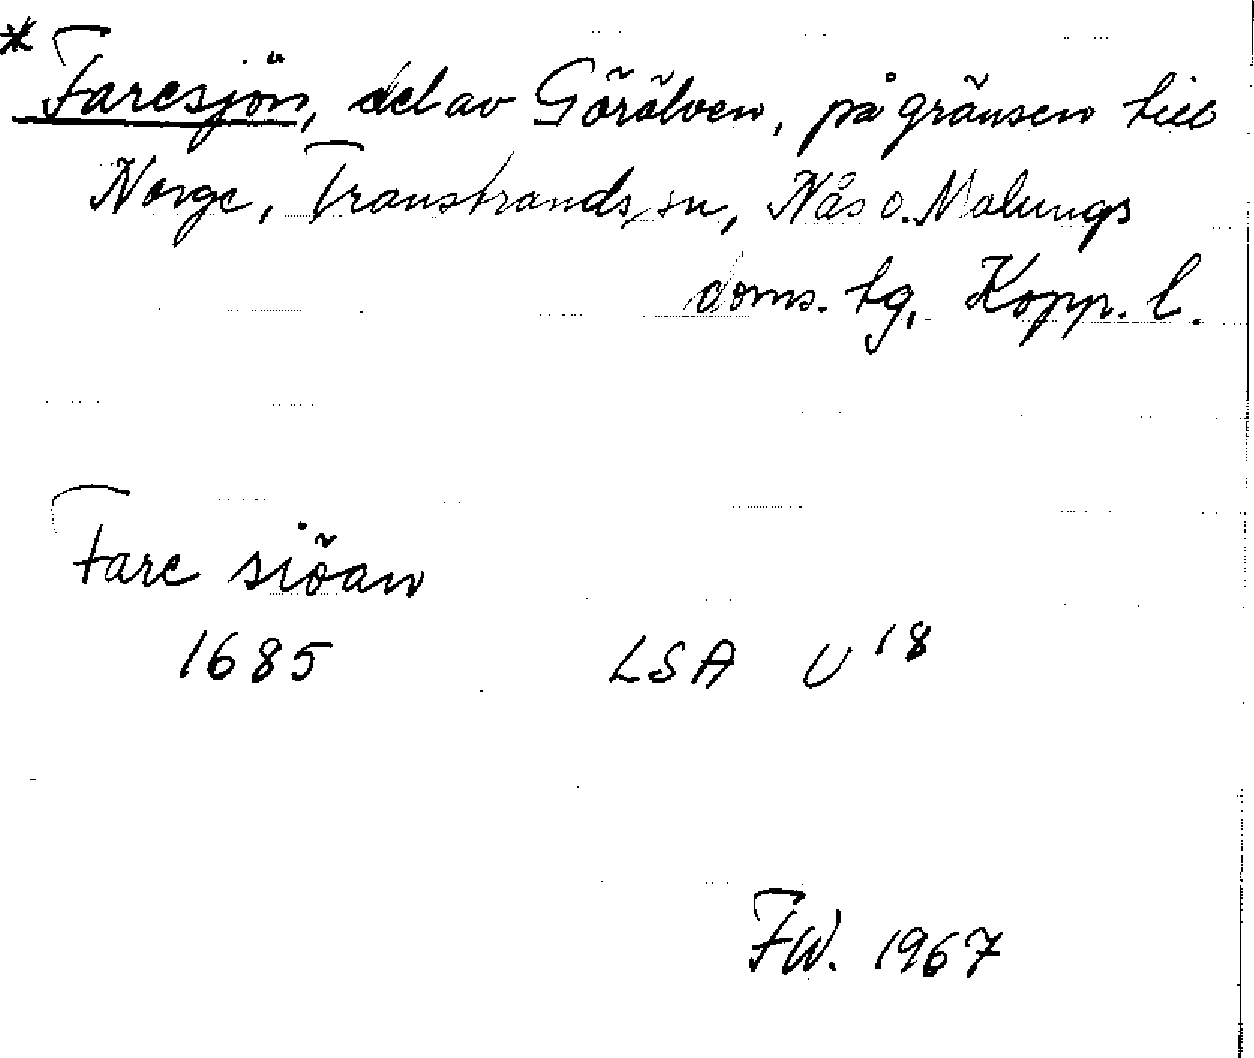 * Faresjön, del av Görälven, på gränsen till
Norge, Transtrands sn, Nås o. Malungs
doms. tg, Kopp. l.
Fare siöan
1685 LSA U 18
FW. 1967